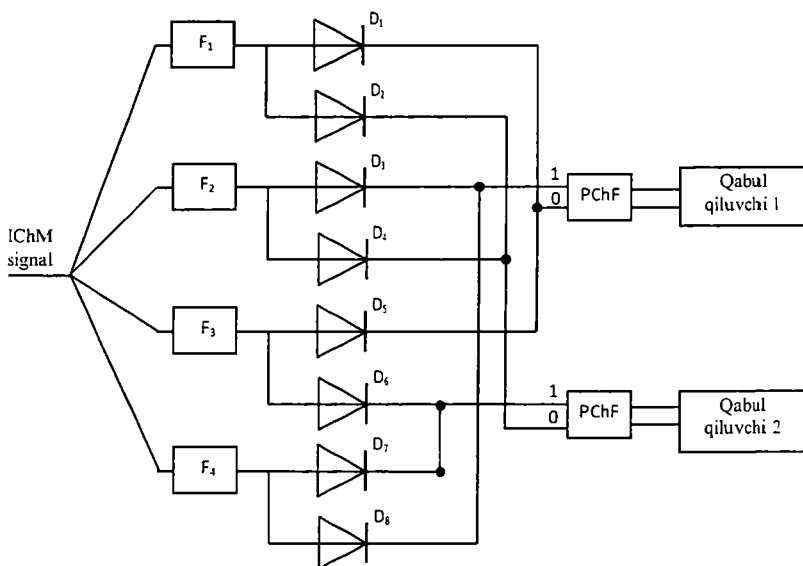 F₁
D₁
D₂
F₂
D₃
D₄
1
0
PChF
Qabul
qiluvchi 1
IChM
signal
F₃
D₅
D₆
1
0
PChF
Qabul
qiluvchi 2
F₄
D₇
D₈